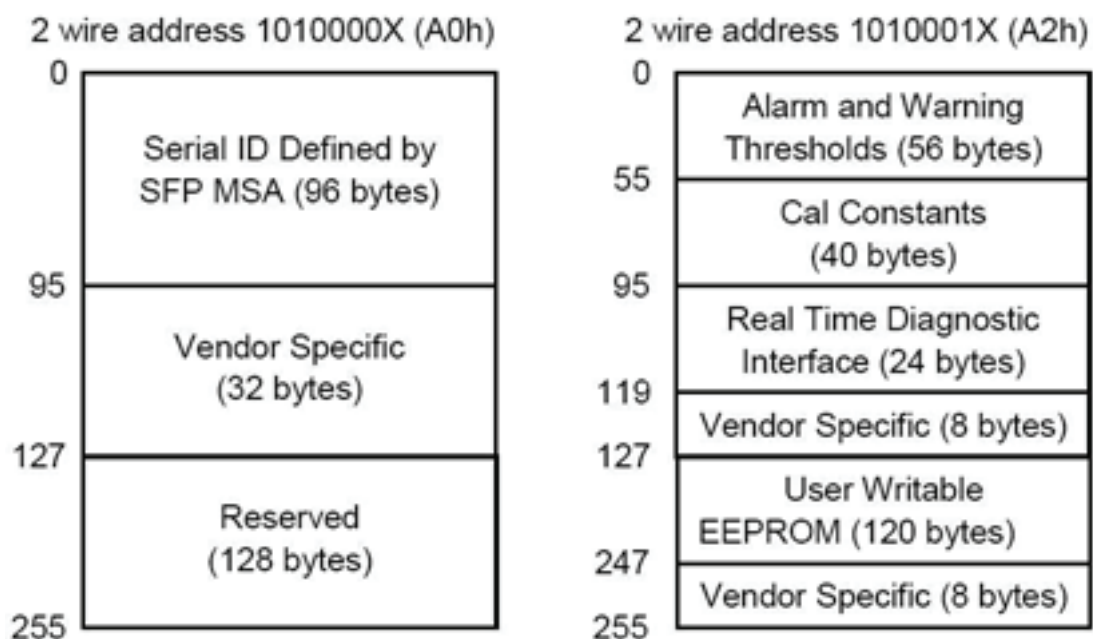 2 wire address 1010000X (A0h)
0
Serial ID Defined by
SFP MSA (96 bytes)
95
Vendor Specific
(32 bytes)
127
Reserved
(128 bytes)
255
2 wire address 1010001X (A2h)
0
Alarm and Warning
Thresholds (56 bytes)
55
Cal Constants
(40 bytes)
95
Real Time Diagnostic
Interface (24 bytes)
119
Vendor Specific (8 bytes)
127
User Writable
EEPROM (120 bytes)
247
Vendor Specific (8 bytes)
255